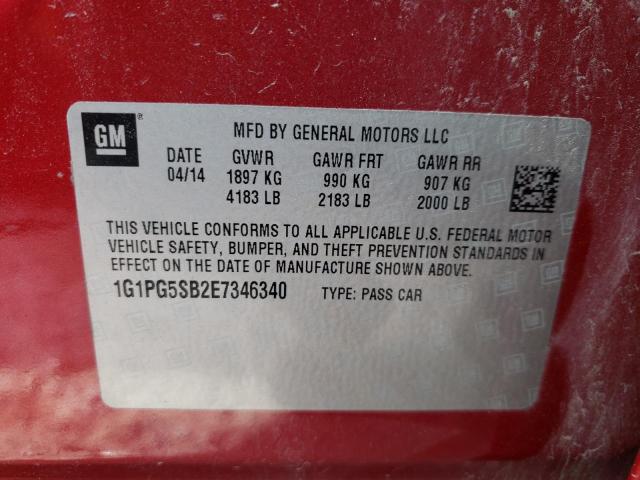 GM ®
MFD BY GENERAL MOTORS LLC
DATE GVWR GAWR FRT GAWR RR
04/14 1897 KG 990 KG 907 KG
4183 LB 2183 LB 2000 LB
THIS VEHICLE CONFORMS TO ALL APPLICABLE U.S. FEDERAL MOTOR
VEHICLE SAFETY, BUMPER, AND THEFT PREVENTION STANDARDS IN
EFFECT ON THE DATE OF MANUFACTURE SHOWN ABOVE.
1G1PG5SB2E7346340 TYPE: PASS CAR